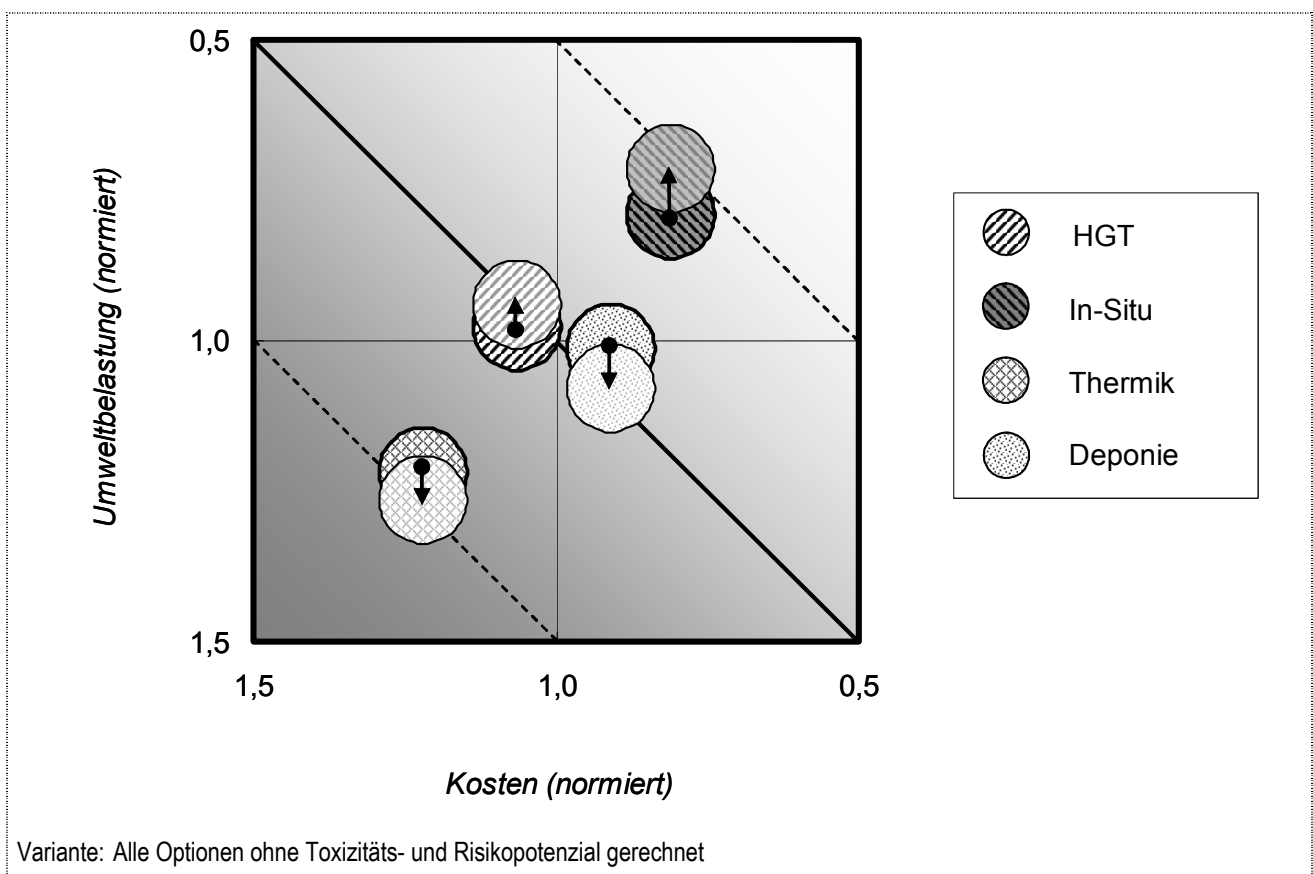 0,5
1,0
1,5
Umweltbelastung (normiert)
1,5
1,0
0,5
Kosten (normiert)
HGT
In-Situ
Thermik
Deponie
Variante: Alle Optionen ohne Toxizitäts- und Risikopotenzial gerechnet